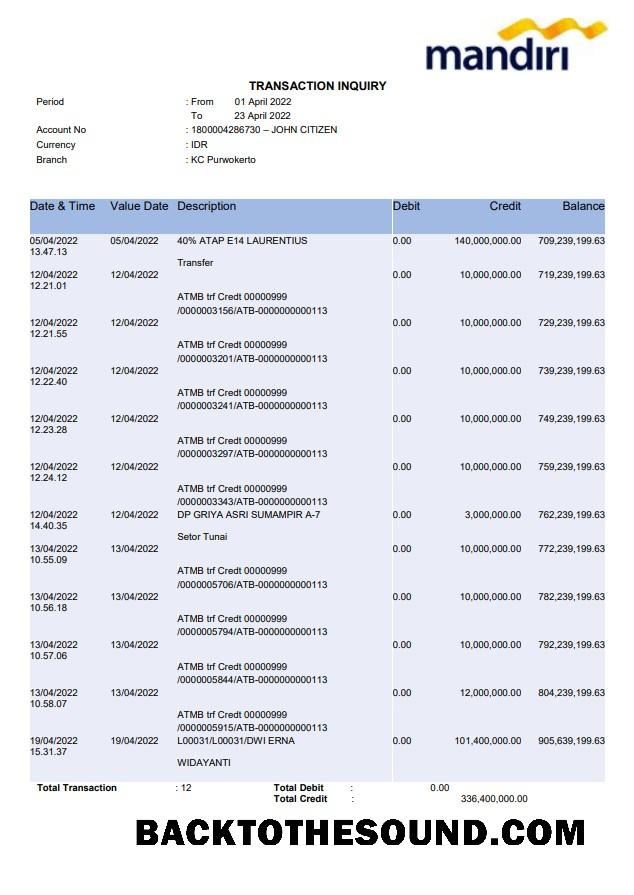 mandiri
TRANSACTION INQUIRY
Period : From 01 April 2022
To 23 April 2022
Account No : 1800004286730 – JOHN CITIZEN
Currency : IDR
Branch : KC Purwokerto
Date & Time Value Date Description Debit Credit Balance
05/04/2022 05/04/2022 40% ATAP E14 LAURENTIUS 0.00 140,000,000.00 709,239,199.63
13.47.13
Transfer
12/04/2022 12/04/2022 0.00 10,000,000.00 719,239,199.63
12.21.01
ATMB trf Credt 00000999
/0000003156/ATB-0000000000113
12/04/2022 12/04/2022 0.00 10,000,000.00 729,239,199.63
12.21.55
ATMB trf Credt 00000999
/0000003201/ATB-0000000000113
12/04/2022 12/04/2022 0.00 10,000,000.00 739,239,199.63
12.22.40
ATMB trf Credt 00000999
/0000003241/ATB-0000000000113
12/04/2022 12/04/2022 0.00 10,000,000.00 749,239,199.63
12.23.28
ATMB trf Credt 00000999
/0000003297/ATB-0000000000113
12/04/2022 12/04/2022 0.00 10,000,000.00 759,239,199.63
12.24.12
ATMB trf Credt 00000999
/0000003343/ATB-0000000000113
12/04/2022 12/04/2022 DP GRIYA ASRI SUMAMPIR A-7 0.00 3,000,000.00 762,239,199.63
14.40.35
Setor Tunai
13/04/2022 13/04/2022 0.00 10,000,000.00 772,239,199.63
10.55.09
ATMB trf Credt 00000999
/0000005706/ATB-0000000000113
13/04/2022 13/04/2022 0.00 10,000,000.00 782,239,199.63
10.56.18
ATMB trf Credt 00000999
/0000005794/ATB-0000000000113
13/04/2022 13/04/2022 0.00 10,000,000.00 792,239,199.63
10.57.06
ATMB trf Credt 00000999
/0000005844/ATB-0000000000113
13/04/2022 13/04/2022 0.00 12,000,000.00 804,239,199.63
10.58.07
ATMB trf Credt 00000999
/0000005915/ATB-0000000000113
19/04/2022 19/04/2022 L00031/L00031/DWI ERNA 0.00 101,400,000.00 905,639,199.63
15.31.37
WIDAYANTI
Total Transaction : 12 Total Debit : 0.00
Total Credit : 336,400,000.00
BACKTOTHESOUND.COM